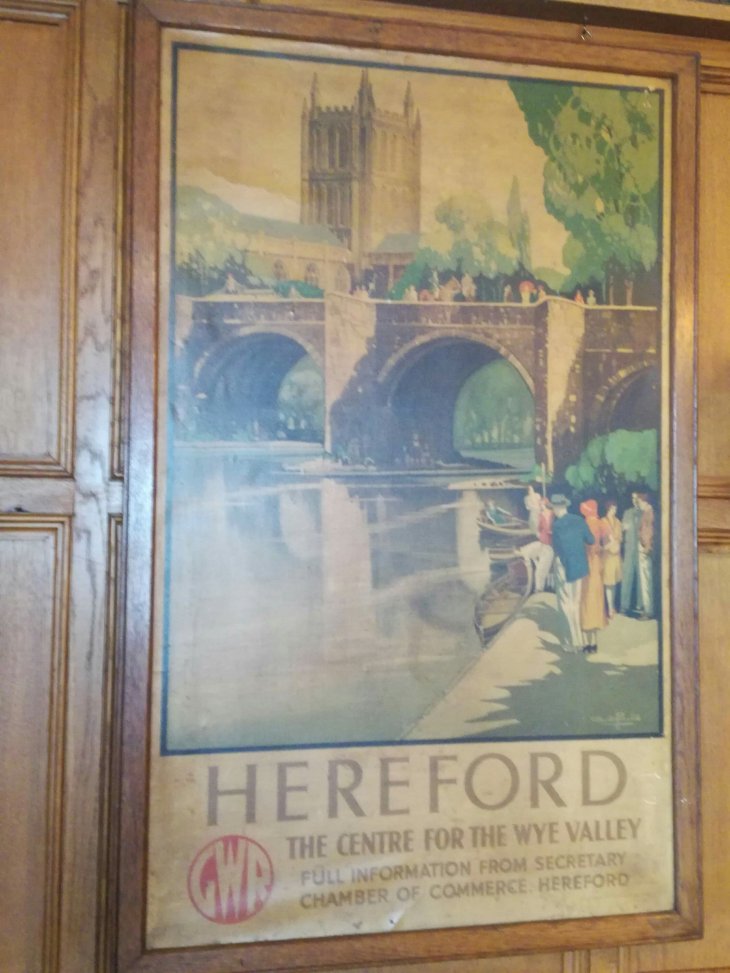 HEREFORD
THE CENTRE FOR THE WYE VALLEY
GWR
FULL INFORMATION FROM SECRETARY
CHAMBER OF COMMERCE. HEREFORD